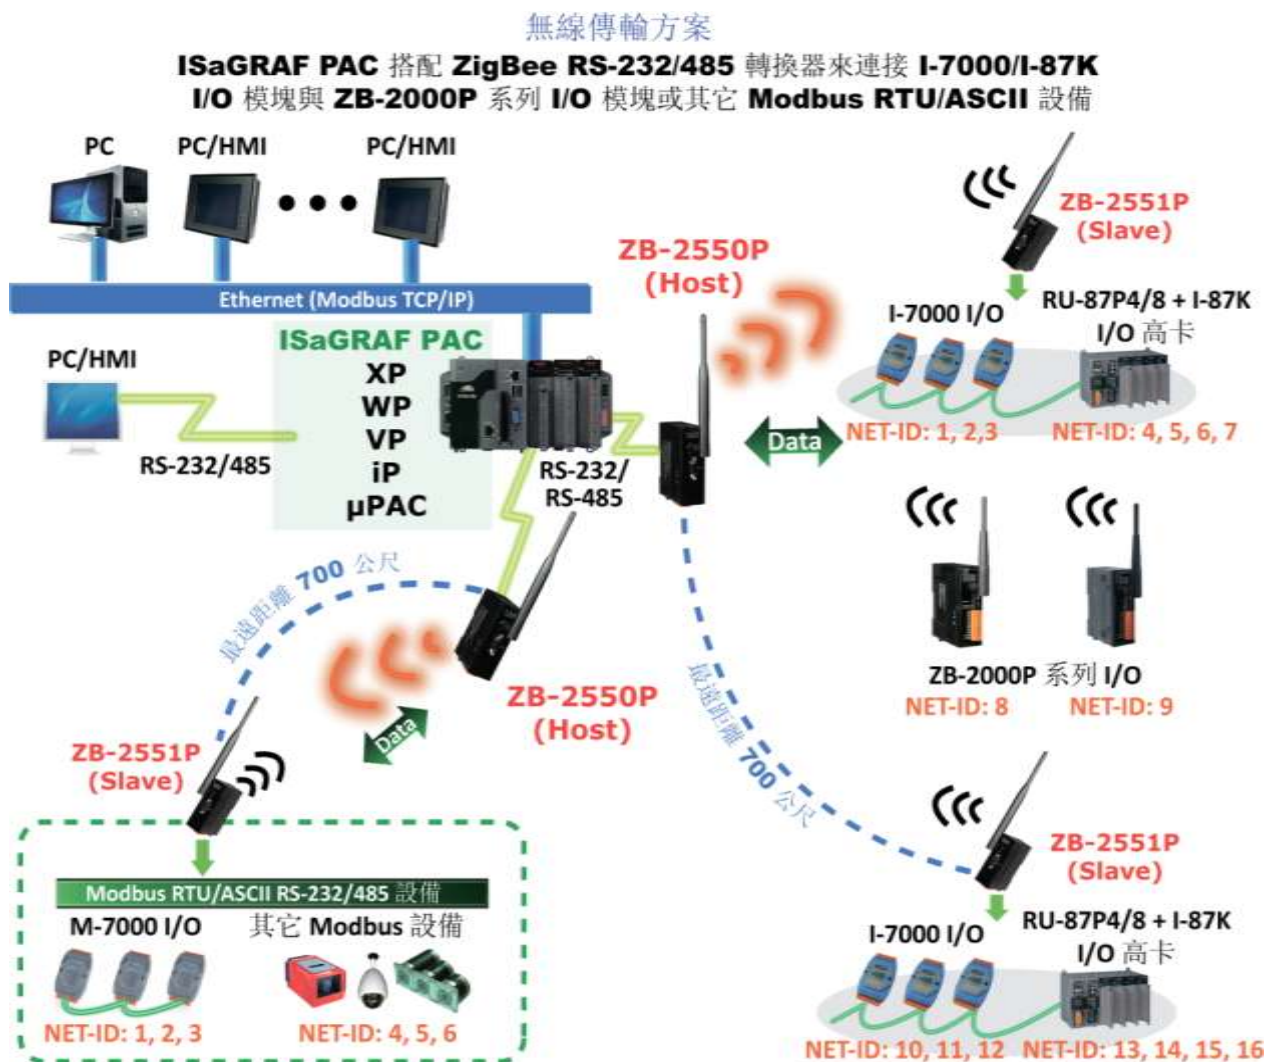 無線傳輸方案
ISaGRAF PAC 搭配 ZigBee RS-232/485 轉換器來連接 I-7000/I-87K
I/O 模塊與 ZB-2000P 系列 I/O 模塊或其它 Modbus RTU/ASCII 設備
PC
PC/HMI
PC/HMI
Ethernet (Modbus TCP/IP)
ISaGRAF PAC
XP
WP
VP
iP
μPAC
PC/HMI
RS-232/485
RS-232/
RS-485
ZB-2550P
(Host)
Data
ZB-2551P
(Slave)
I-7000 I/O
RU-87P4/8 + I-87K
I/O 高卡
NET-ID: 1, 2,3
NET-ID: 4, 5, 6, 7
ZB-2000P 系列 I/O
NET-ID: 8
NET-ID: 9
最遠距離 700 公尺
最遠距離 700 公尺
ZB-2550P
(Host)
Data
ZB-2551P
(Slave)
Modbus RTU/ASCII RS-232/485 設備
M-7000 I/O
其它 Modbus 設備
NET-ID: 1, 2, 3
NET-ID: 4, 5, 6
ZB-2551P
(Slave)
I-7000 I/O
RU-87P4/8 + I-87K
I/O 高卡
NET-ID: 10, 11, 12
NET-ID: 13, 14, 15, 16